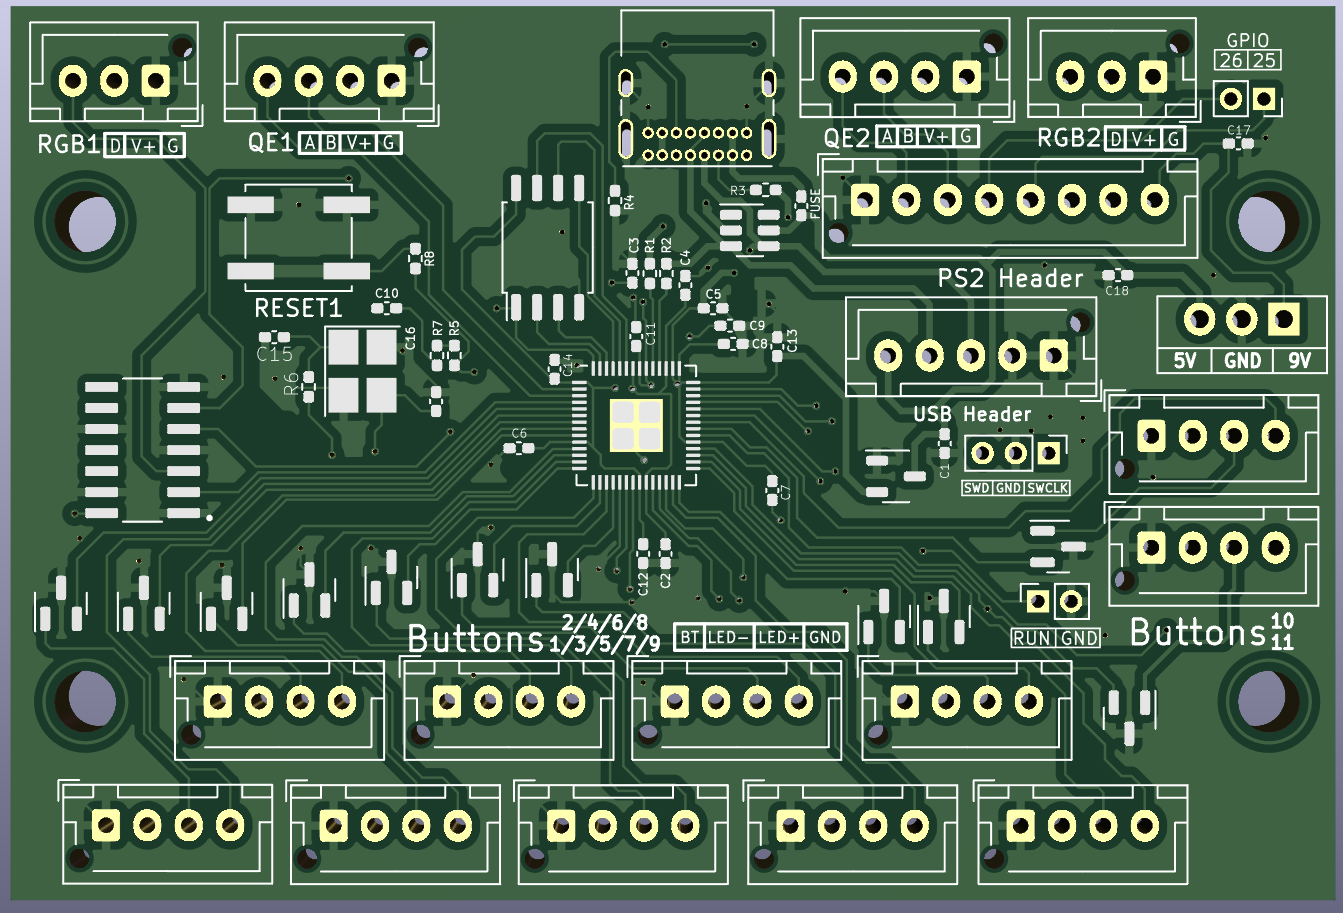 GPIO
26 25
RGB1 D V+ G
QE1 A B V+ G
QE2 A B V+ G
RGB2 D V+ G
C17
R3
R4
FUSE
R8
C3
R1
R2
C4
PS2 Header
C18
RESET1
C10
C5
C15
C16
R7
R5
C11
C9
C8
C13
5V GND 9V
C14
R6
USB Header
C6
C1
SWD GND SWCLK
C7
C12
C2
Buttons 2/4/6/8
1/3/5/7/9
BT LED- LED+ GND
RUN GND
Buttons 10
11